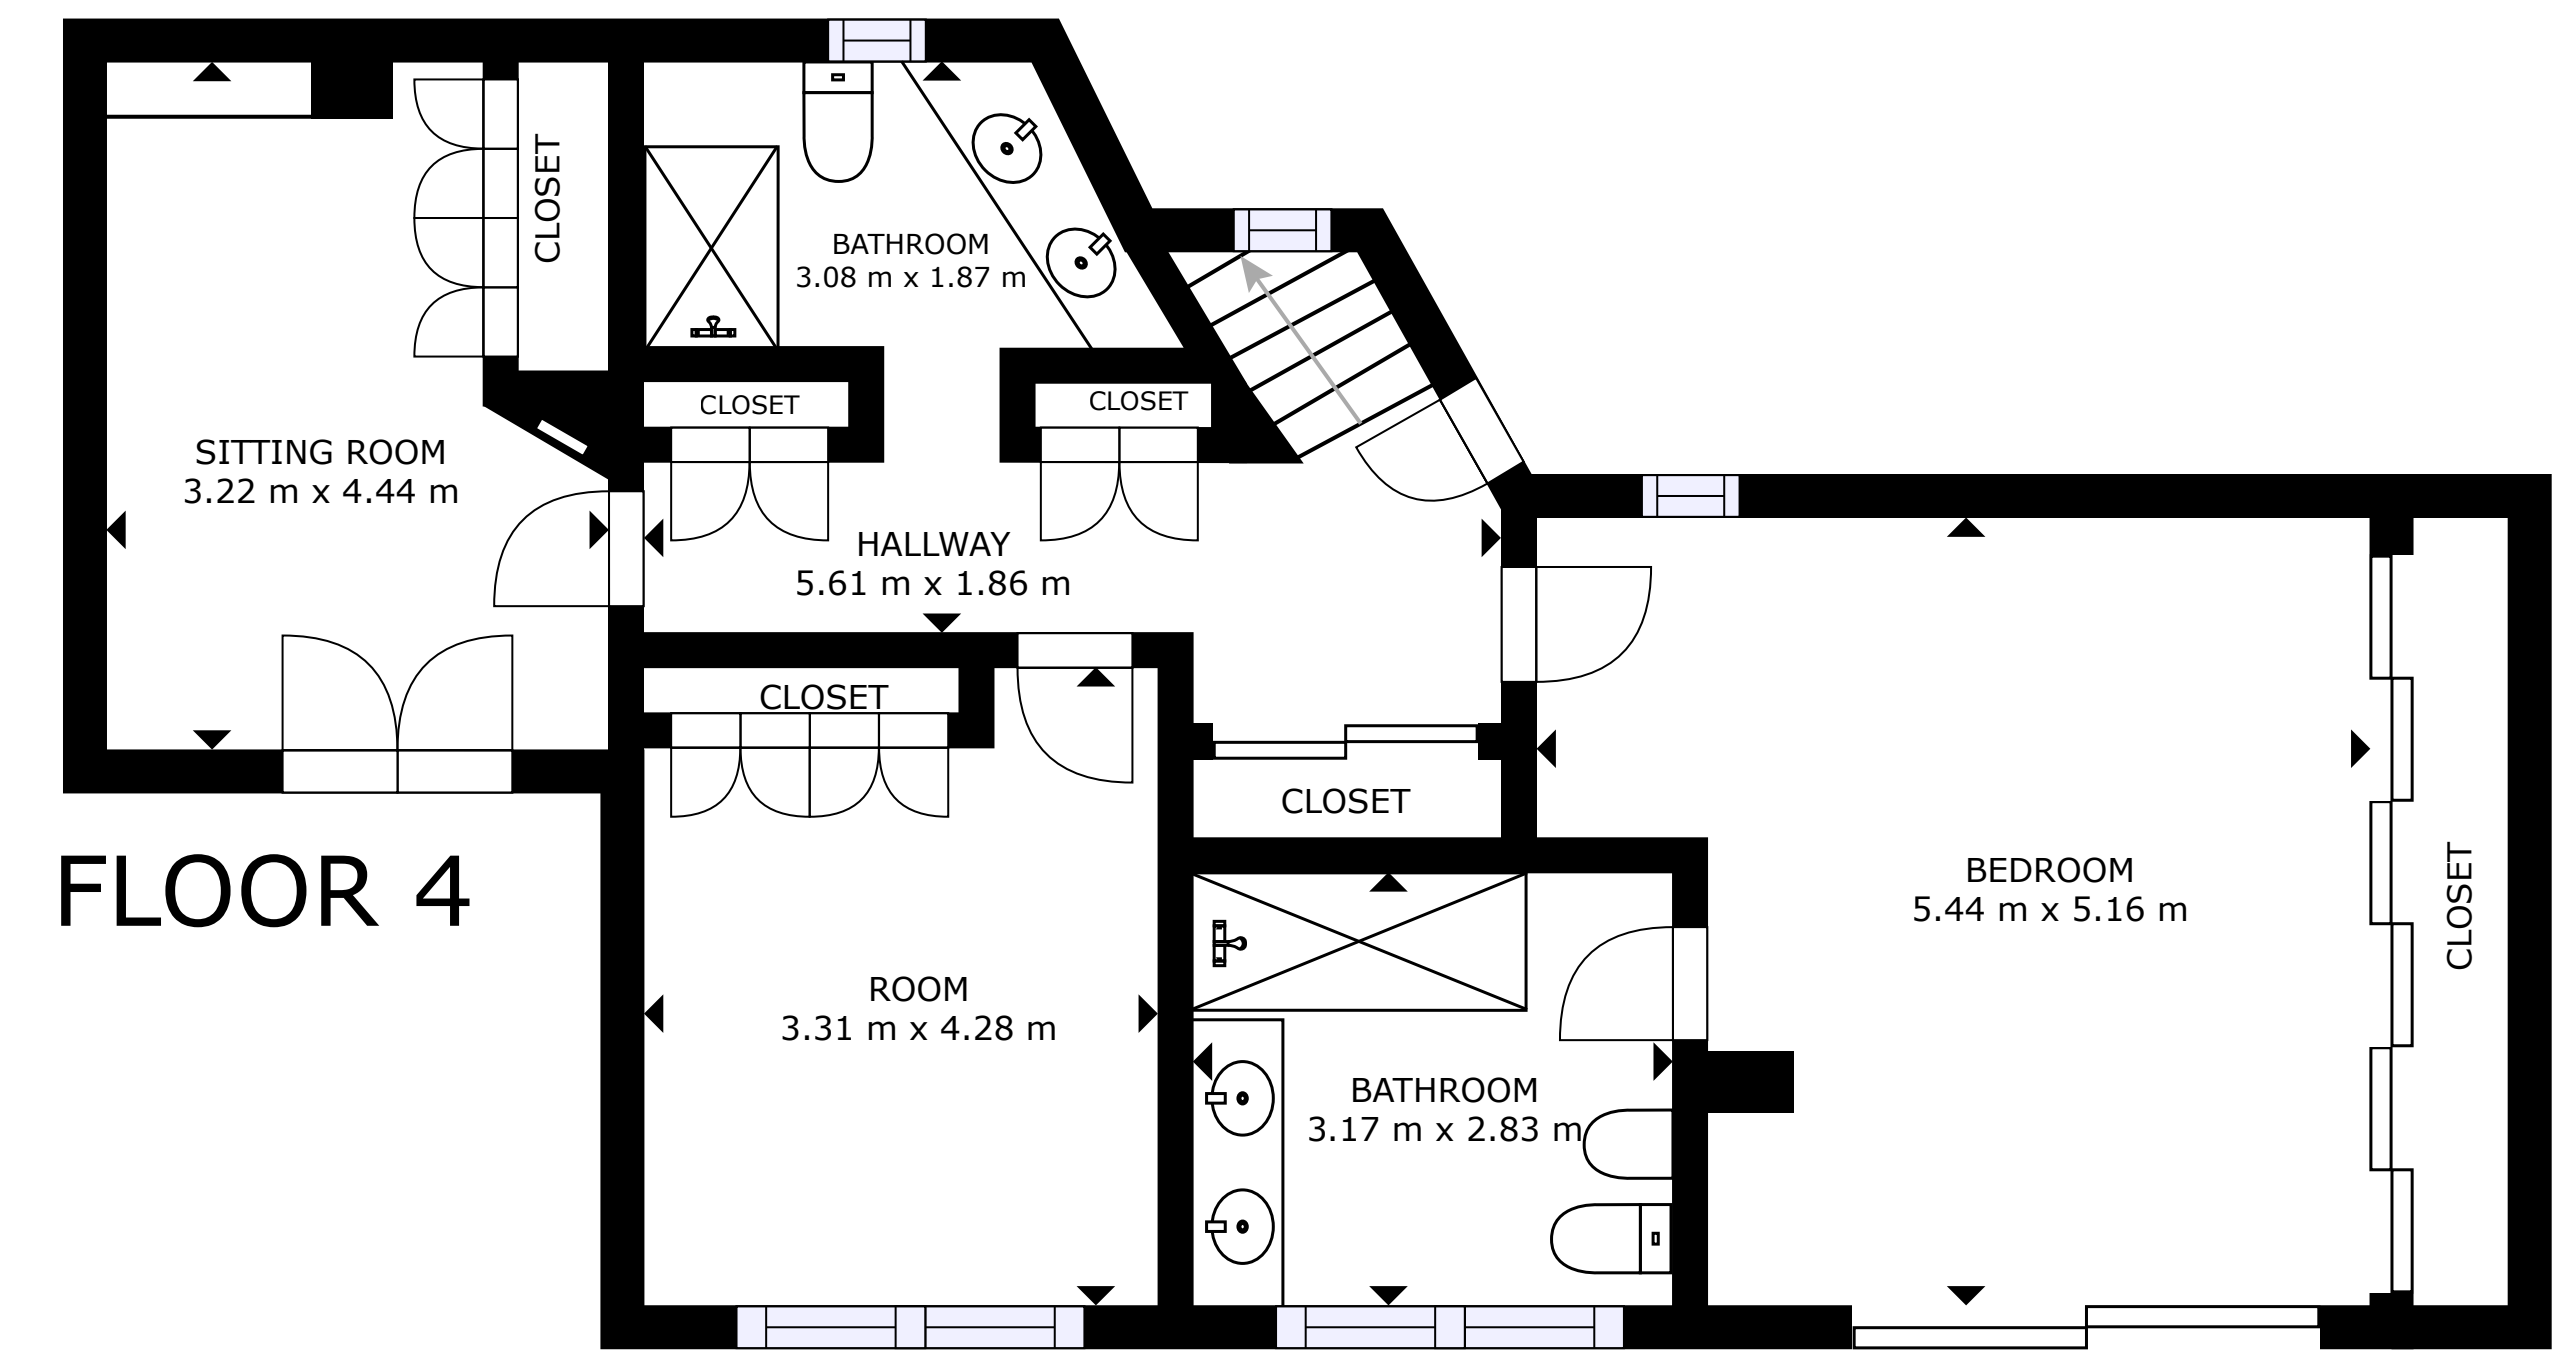 CLOSET
BATHROOM
3.08 m x 1.87 m
CLOSET
CLOSET
SITTING ROOM
3.22 m x 4.44 m
HALLWAY
5.61 m x 1.86 m
CLOSET
CLOSET
FLOOR 4
BEDROOM
5.44 m x 5.16 m
CLOSET
ROOM
3.31 m x 4.28 m
BATHROOM
3.17 m x 2.83 m